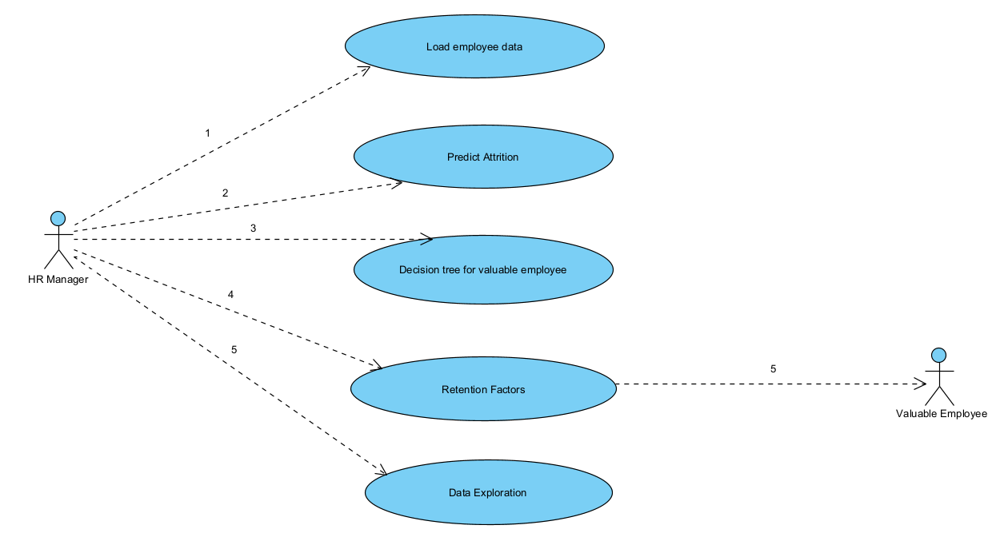 Load employee data
1
Predict Attrition
2
3
HR Manager
Decision tree for valuable employee
4
5
Retention Factors
5
Valuable Employee
Data Exploration